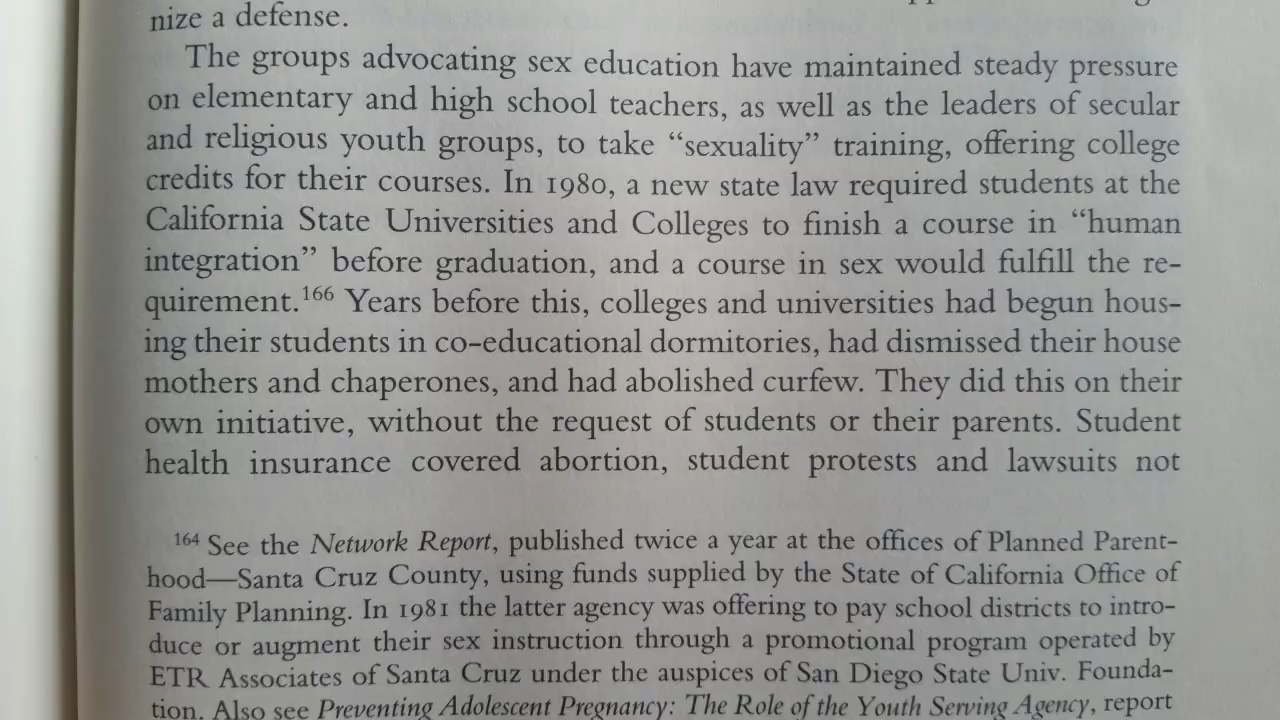 nize a defense.
The groups advocating sex education have maintained steady pressure
on elementary and high school teachers, as well as the leaders of secular
and religious youth groups, to take “sexuality” training, offering college
credits for their courses. In 1980, a new state law required students at the
California State Universities and Colleges to finish a course in “human
integration” before graduation, and a course in sex would fulfill the re-
quirement.166 Years before this, colleges and universities had begun hous-
ing their students in co-educational dormitories, had dismissed their house
mothers and chaperones, and had abolished curfew. They did this on their
own initiative, without the request of students or their parents. Student
health insurance covered abortion, student protests and lawsuits not
164 See the Network Report, published twice a year at the offices of Planned Parent-
hood—Santa Cruz County, using funds supplied by the State of California Office of
Family Planning. In 1981 the latter agency was offering to pay school districts to intro-
duce or augment their sex instruction through a promotional program operated by
ETR Associates of Santa Cruz under the auspices of San Diego State Univ. Founda-
tion. Also see Preventing Adolescent Pregnancy: The Role of the Youth Serving Agency, report